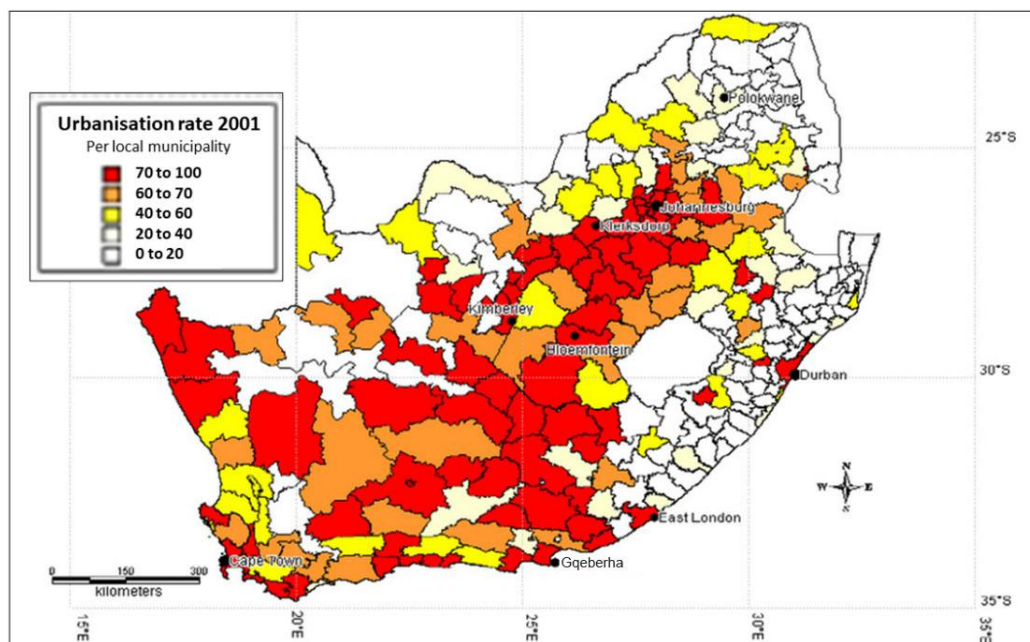 Urbanisation rate 2001
Per local municipality
70 to 100
60 to 70
40 to 60
20 to 40
0 to 20
Polokwane
25°S
Johannesburg
Klerksdorp
Kimberley
Bloemfontein
30°S
Durban
N
W E
S
East London
Cape Town
Gqeberha
0 80 150 300
kilometers
35°S
15°E
20°E
25°E
30°E
35°E